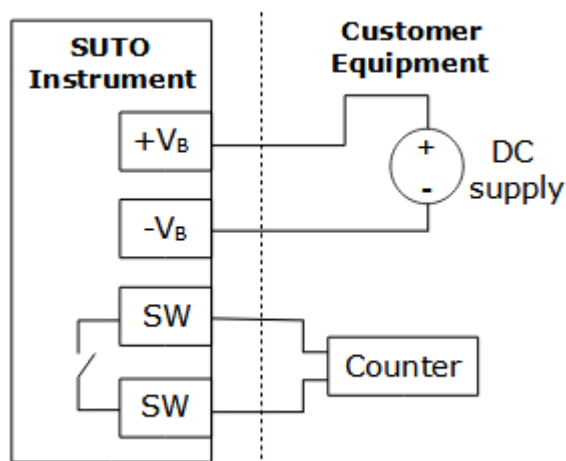 SUTO
Instrument
Customer
Equipment
+VB
+
-
DC
supply
-VB
SW
Counter
SW